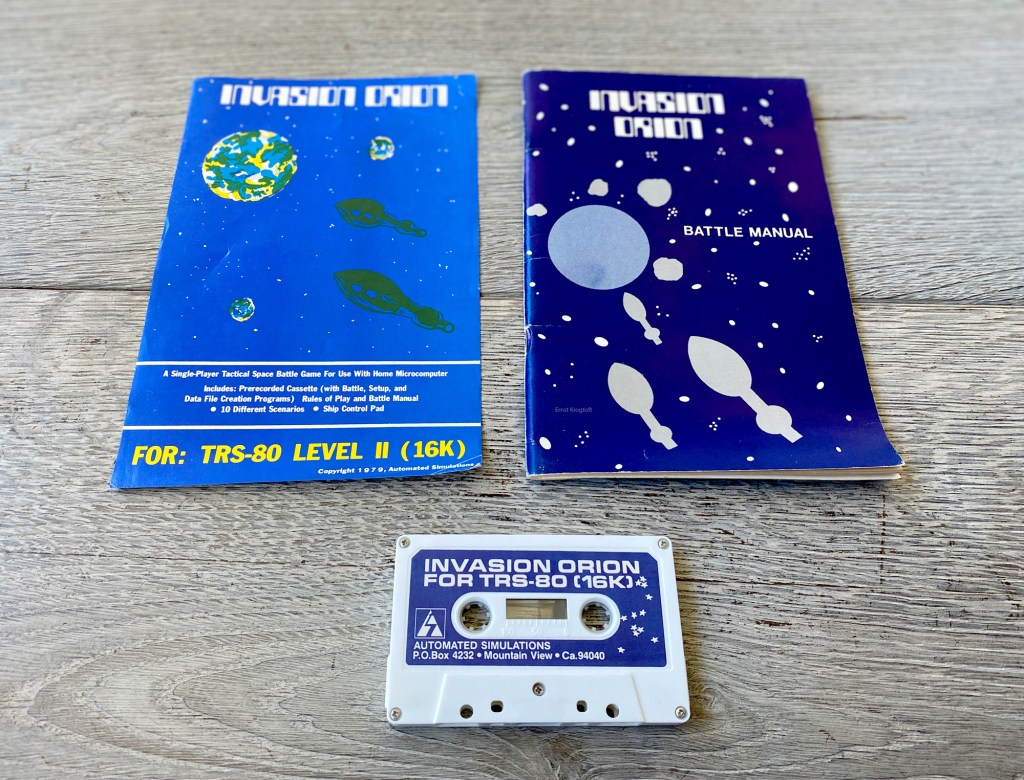 INVASION ORION
A Single-Player Tactical Space Battle Game For Use With Home Microcomputer
Includes: Prerecorded Cassette (with Battle, Setup, and
Data File Creation Programs) Rules of Play and Battle Manual
• 10 Different Scenarios • Ship Control Pad
FOR: TRS-80 LEVEL II (16K)
Copyright 1979, Automated Simulations
INVASION
ORION
BATTLE MANUAL
Ernst Krogtoft
INVASION ORION
FOR TRS-80 (16K)
AUTOMATED SIMULATIONS
P.O.Box 4232 • Mountain View • Ca.94040